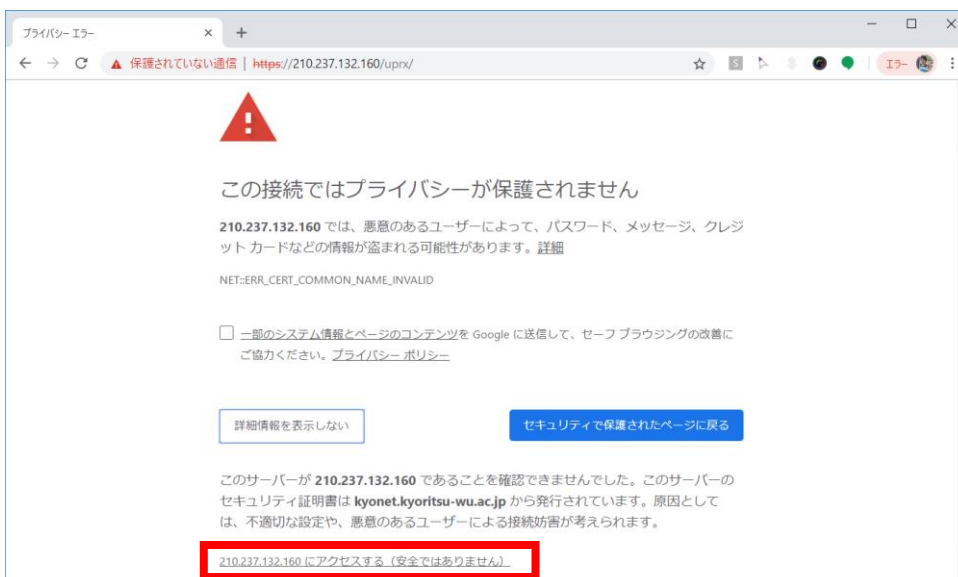 プライバシー エラー
保護されていない通信 | https://210.237.132.160/uprx/
エラー
この接続ではプライバシーが保護されません
210.237.132.160 では、悪意のあるユーザーによって、パスワード、メッセージ、クレジ
ット カードなどの情報が盗まれる可能性があります。詳細
NET::ERR_CERT_COMMON_NAME_INVALID
一部のシステム情報とページのコンテンツを Google に送信して、セーフ ブラウジングの改善に
ご協力ください。プライバシー ポリシー
詳細情報を表示しない
セキュリティで保護されたページに戻る
このサーバーが 210.237.132.160 であることを確認できませんでした。このサーバーの
セキュリティ証明書は kyonet.kyoritsu-wu.ac.jp から発行されています。原因として
は、不適切な設定や、悪意のあるユーザーによる接続妨害が考えられます。
210.237.132.160 にアクセスする（安全ではありません）